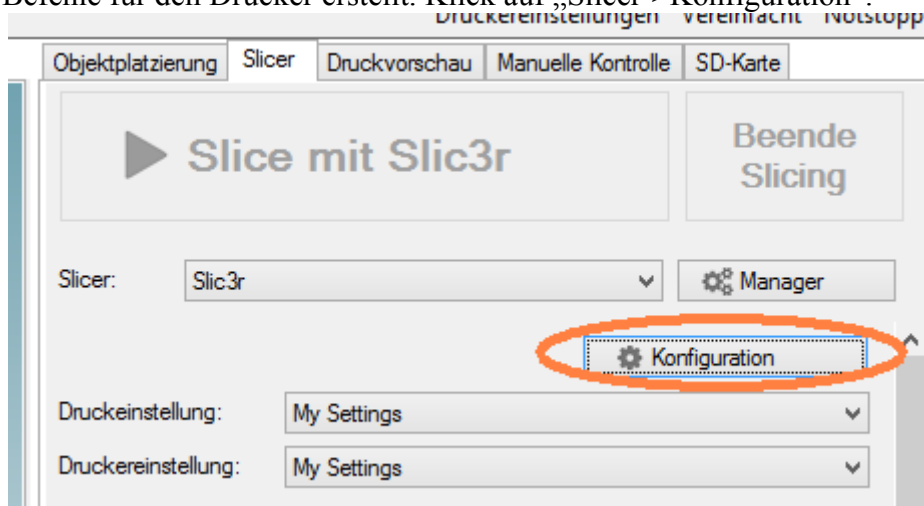 Befehle für den Drucker erstellt. Klick auf „Slicer > Konfiguration“.
Druckereinstellungen Vereinfacht Notstopp
Objektplatzierung Slicer Druckvorschau Manuelle Kontrolle SD-Karte
Slice mit Slic3r
Beende
Slicing
Slicer: Slic3r Manager
Konfiguration
Druckeinstellung: My Settings
Druckereinstellung: My Settings